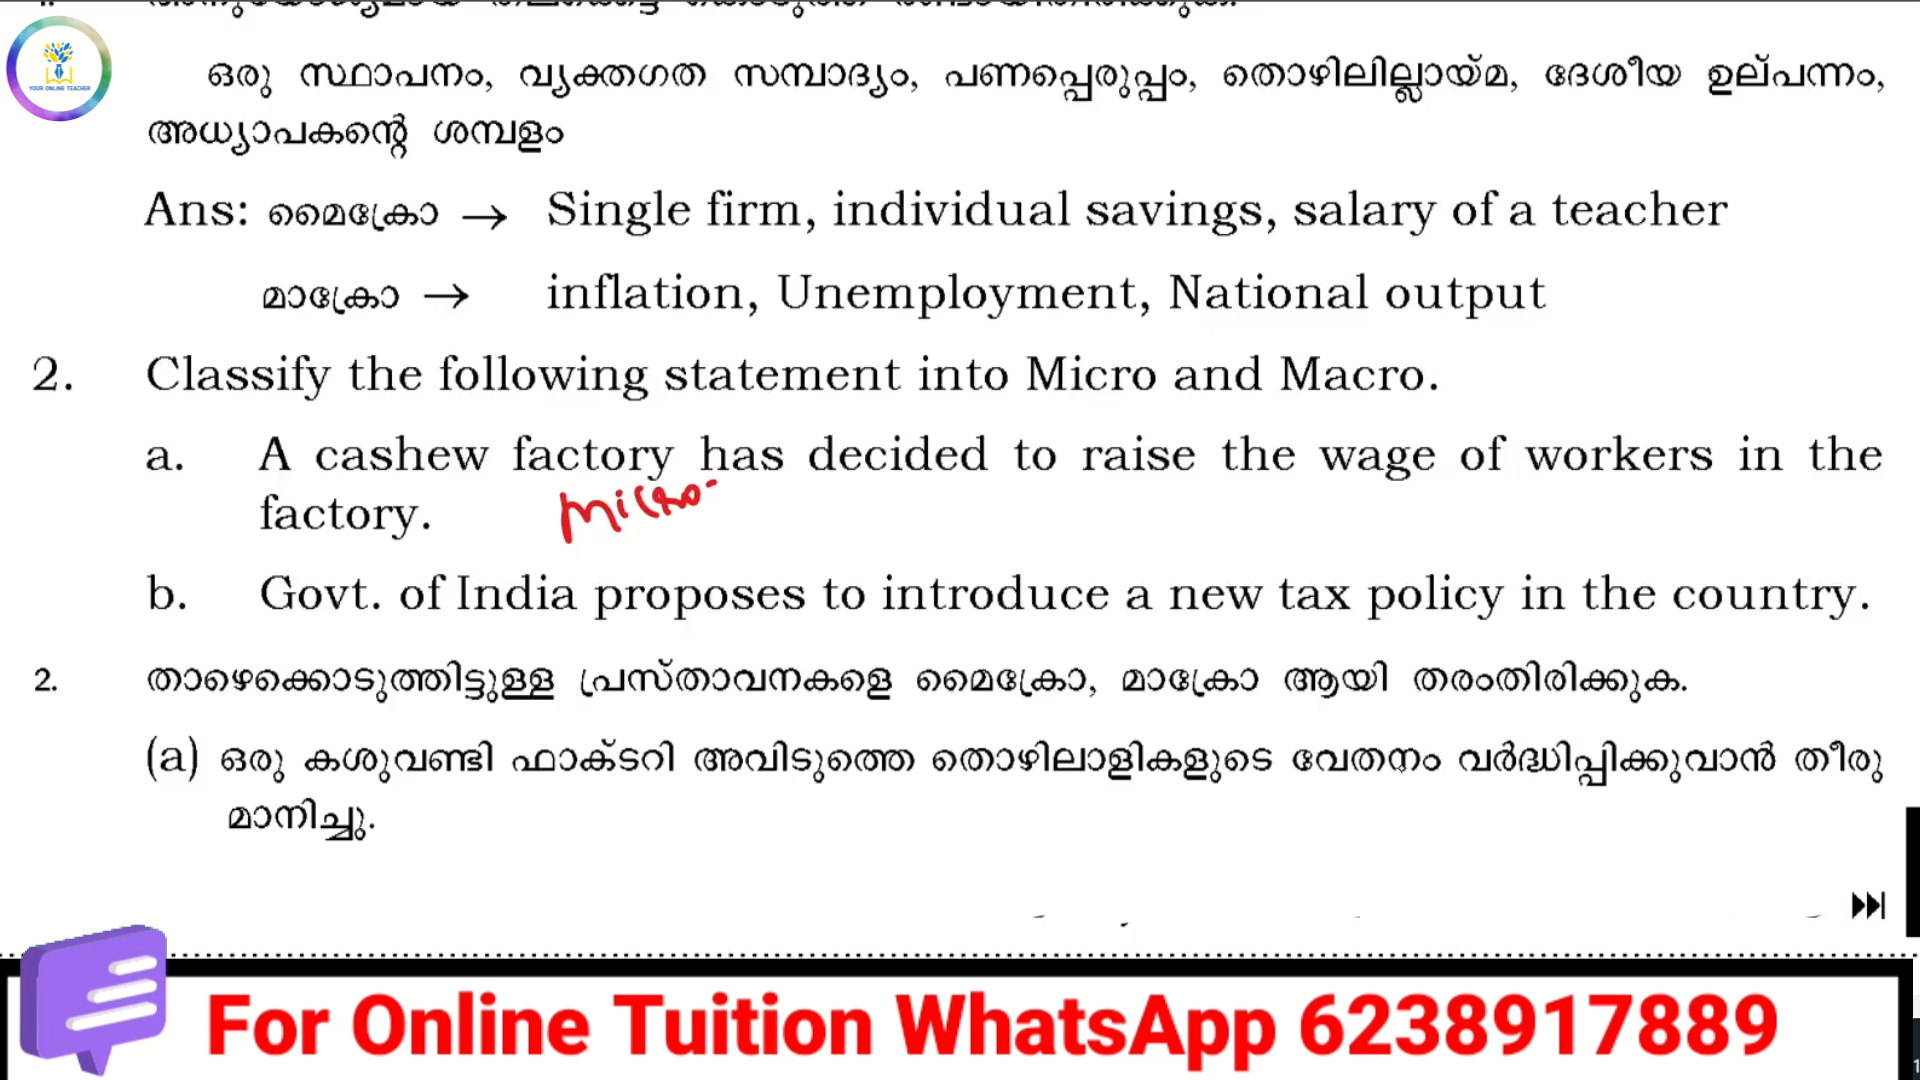 YOUR ONLINE TEACHER
ഒരു സ്ഥാപനം, വ്യക്തഗത സമ്പാദ്യം, പണപ്പെരുപ്പം, തൊഴിലില്ലായ്മ, ദേശീയ ഉല്പന്നം,
അധ്യാപകന്റെ ശമ്പളം
Ans: മൈക്രോ → Single firm, individual savings, salary of a teacher
മാക്രോ → inflation, Unemployment, National output
2. Classify the following statement into Micro and Macro.
a. A cashew factory has decided to raise the wage of workers in the
factory. micro
b. Govt. of India proposes to introduce a new tax policy in the country.
2. താഴെക്കൊടുത്തിട്ടുള്ള പ്രസ്താവനകളെ മൈക്രോ, മാക്രോ ആയി തരംതിരിക്കുക.
(a) ഒരു കശുവണ്ടി ഫാക്ടറി അവിടുത്തെ തൊഴിലാളികളുടെ വേതനം വർദ്ധിപ്പിക്കുവാൻ തീരു
മാനിച്ചു.
For Online Tuition WhatsApp 6238917889